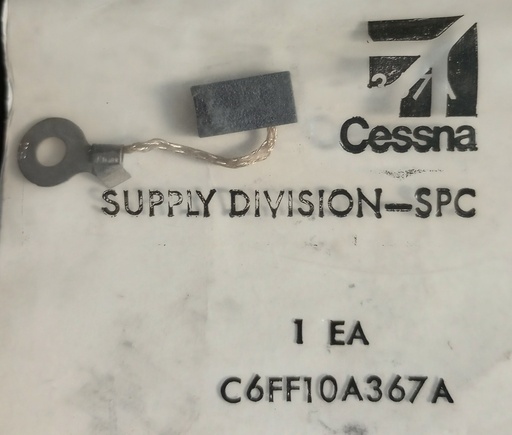 Cessna
SUPPLY DIVISION-SPC
1 EA
C6FF10A367A